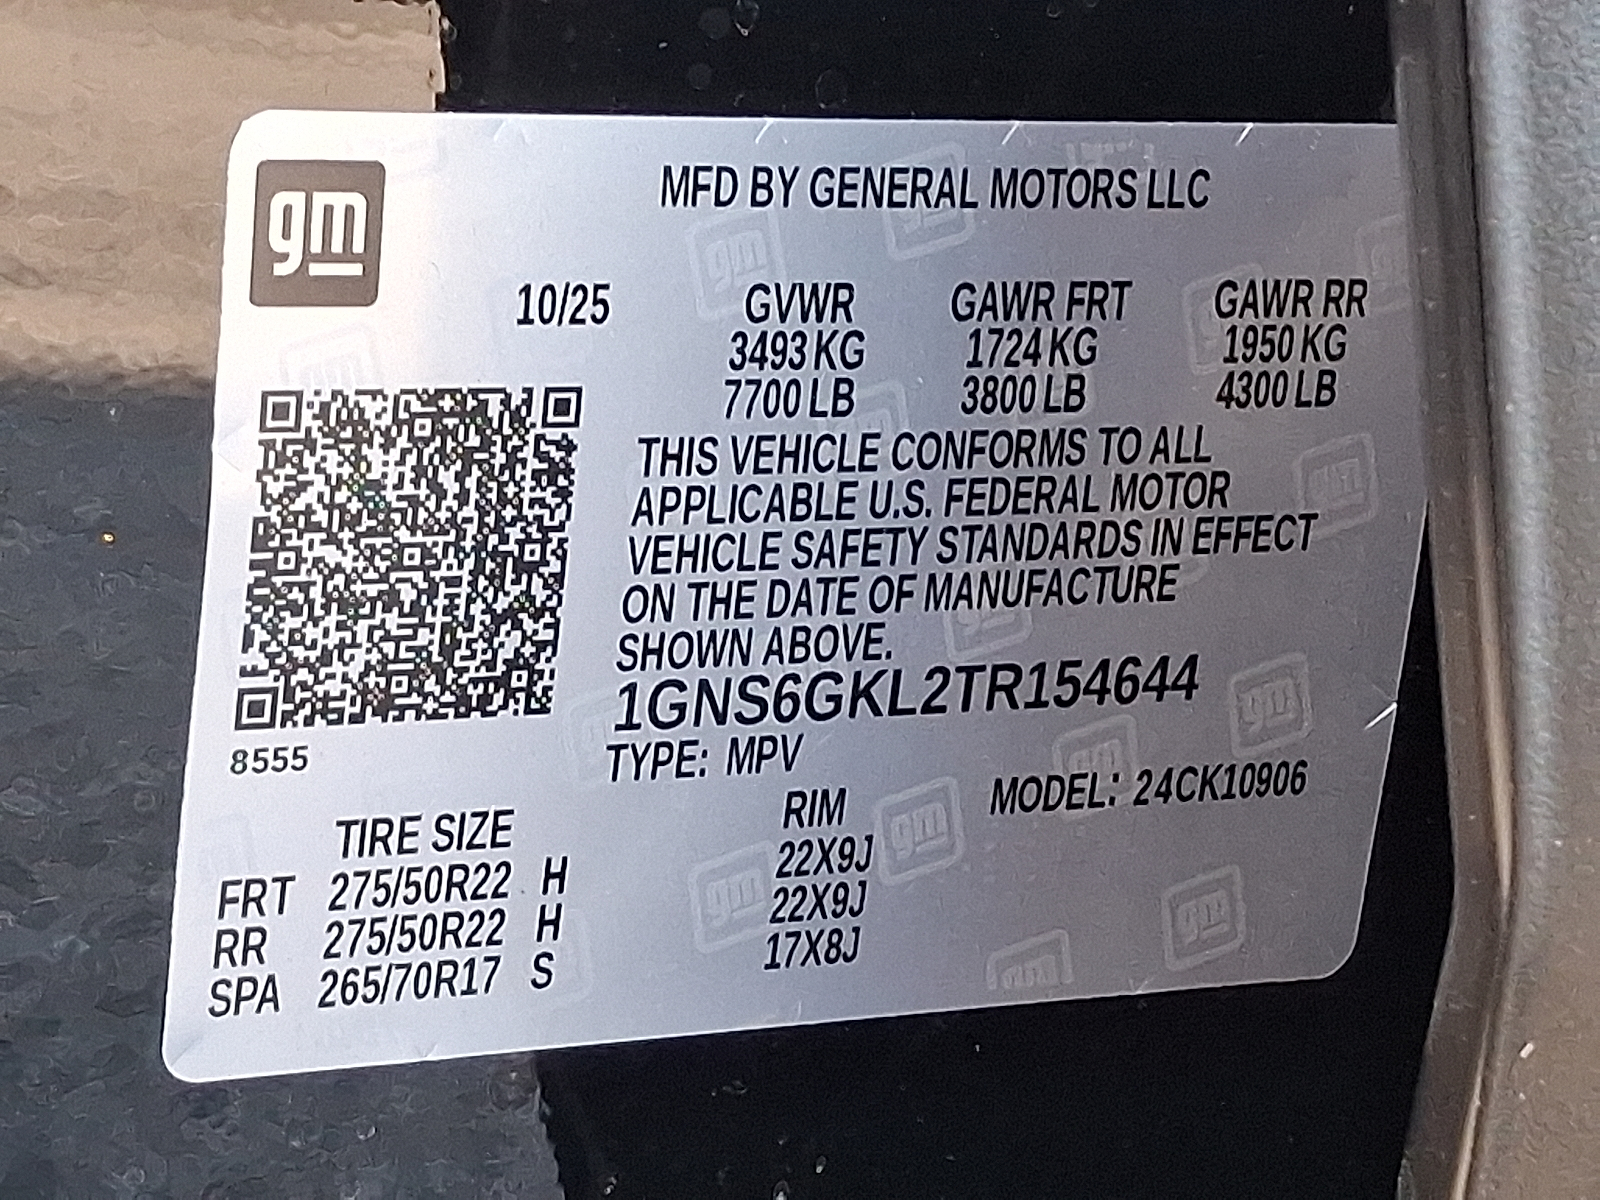 gm
MFD BY GENERAL MOTORS LLC
10/25 GVWR GAWR FRT GAWR RR
3493 KG 1724 KG 1950 KG
7700 LB 3800 LB 4300 LB
THIS VEHICLE CONFORMS TO ALL
APPLICABLE U.S. FEDERAL MOTOR
VEHICLE SAFETY STANDARDS IN EFFECT
ON THE DATE OF MANUFACTURE
SHOWN ABOVE.
1GNS6GKL2TR154644
8555
TYPE: MPV
MODEL: 24CK10906
TIRE SIZE RIM
FRT 275/50R22 H 22X9J
RR 275/50R22 H 22X9J
SPA 265/70R17 S 17X8J